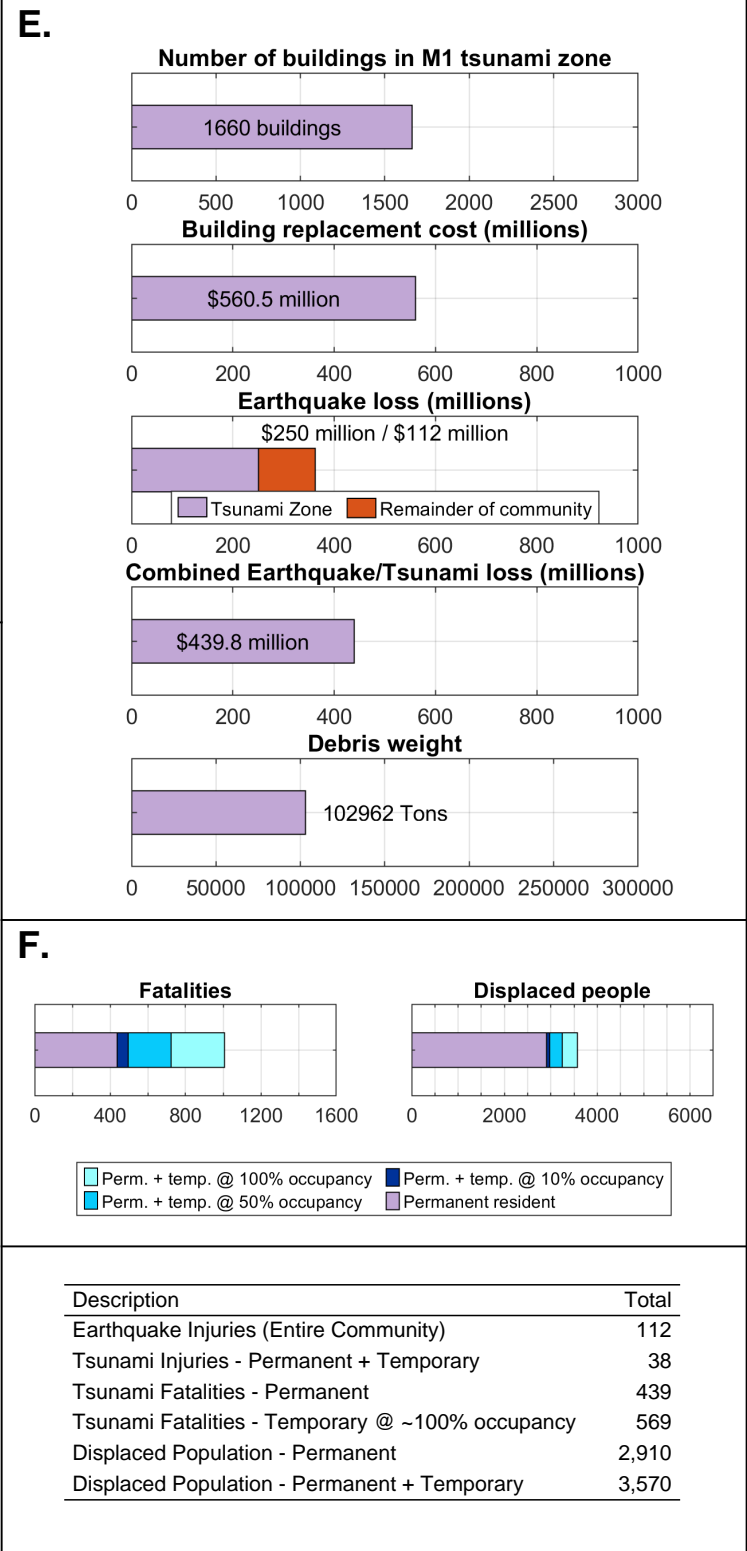 E.
Number of buildings in M1 tsunami zone
1660 buildings
0 500 1000 1500 2000 2500 3000
Building replacement cost (millions)
$560.5 million
0 200 400 600 800 1000
Earthquake loss (millions)
$250 million / $112 million
Tsunami Zone Remainder of community
0 200 400 600 800 1000
Combined Earthquake/Tsunami loss (millions)
$439.8 million
0 200 400 600 800 1000
Debris weight
102962 Tons
0 50000 100000 150000 200000 250000 300000
F.
Fatalities
0 400 800 1200 1600
Displaced people
0 2000 4000 6000
Perm. + temp. @ 100% occupancy Perm. + temp. @ 10% occupancy
Perm. + temp. @ 50% occupancy Permanent resident
Description Total
Earthquake Injuries (Entire Community) 112
Tsunami Injuries - Permanent + Temporary 38
Tsunami Fatalities - Permanent 439
Tsunami Fatalities - Temporary @ ~100% occupancy 569
Displaced Population - Permanent 2,910
Displaced Population - Permanent + Temporary 3,570